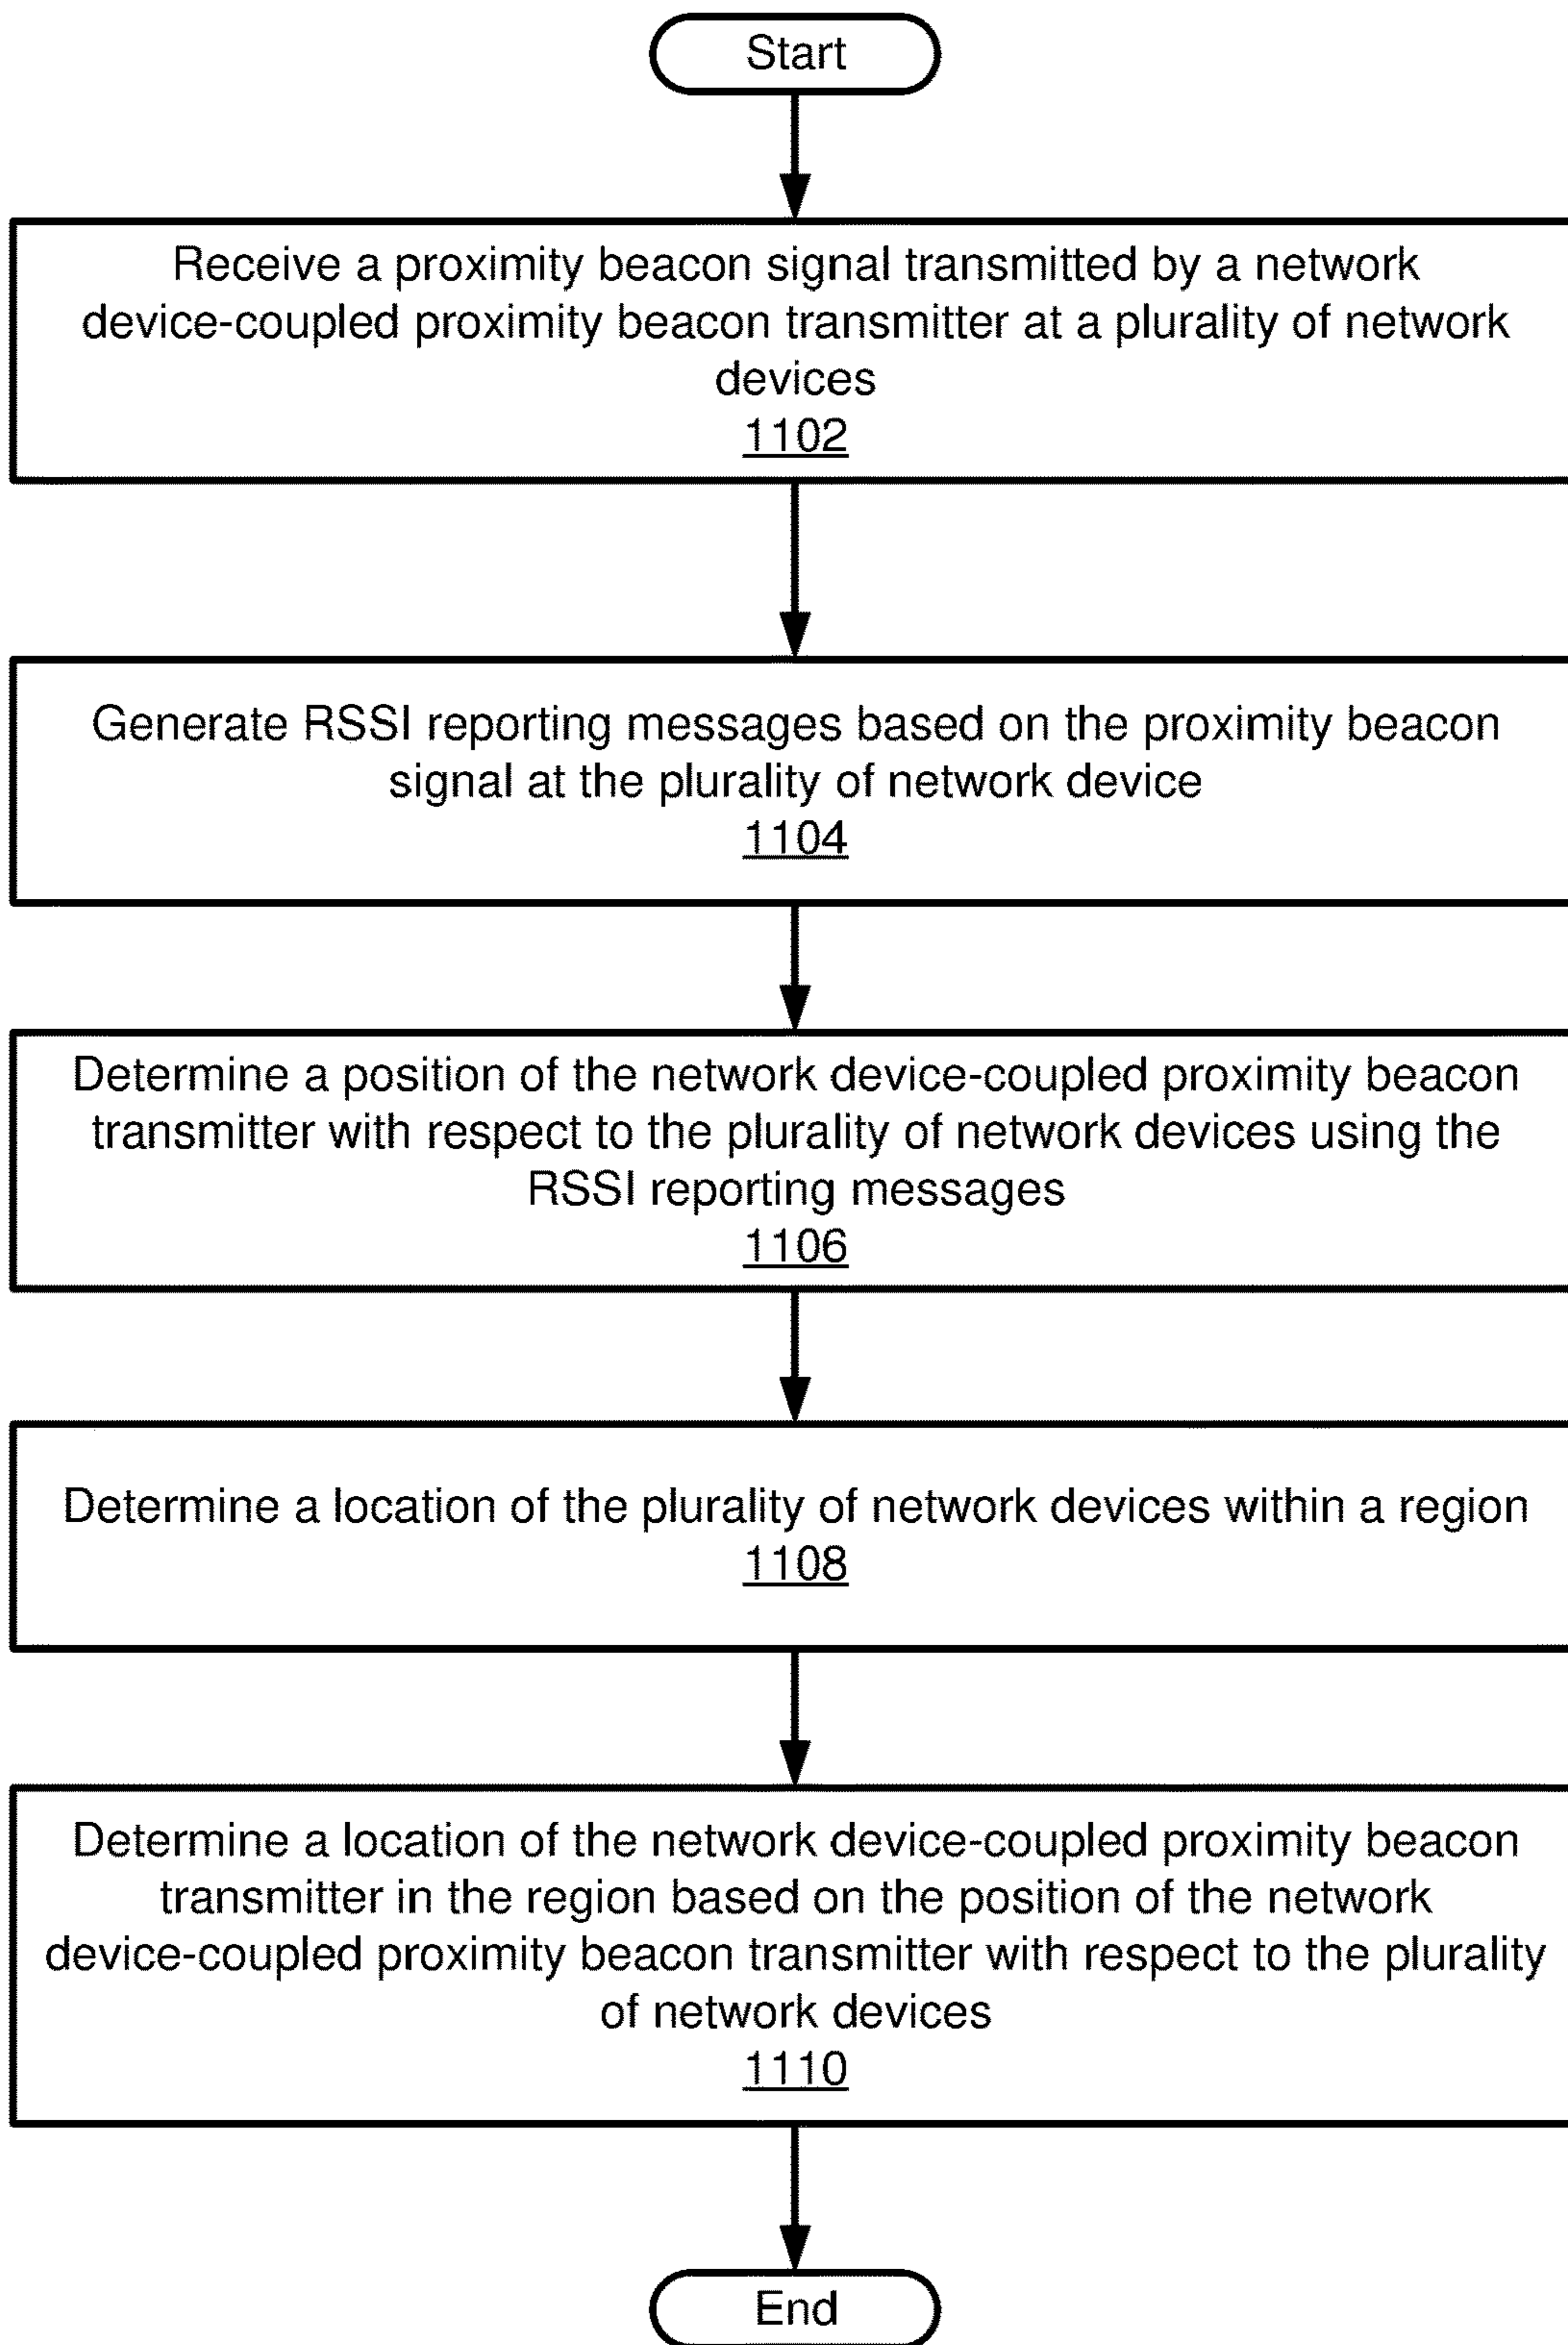 Start
Receive a proximity beacon signal transmitted by a network
device-coupled proximity beacon transmitter at a plurality of network
devices
1102
Generate RSSI reporting messages based on the proximity beacon
signal at the plurality of network device
1104
Determine a position of the network device-coupled proximity beacon
transmitter with respect to the plurality of network devices using the
RSSI reporting messages
1106
Determine a location of the plurality of network devices within a region
1108
Determine a location of the network device-coupled proximity beacon
transmitter in the region based on the position of the network
device-coupled proximity beacon transmitter with respect to the plurality
of network devices
1110
End